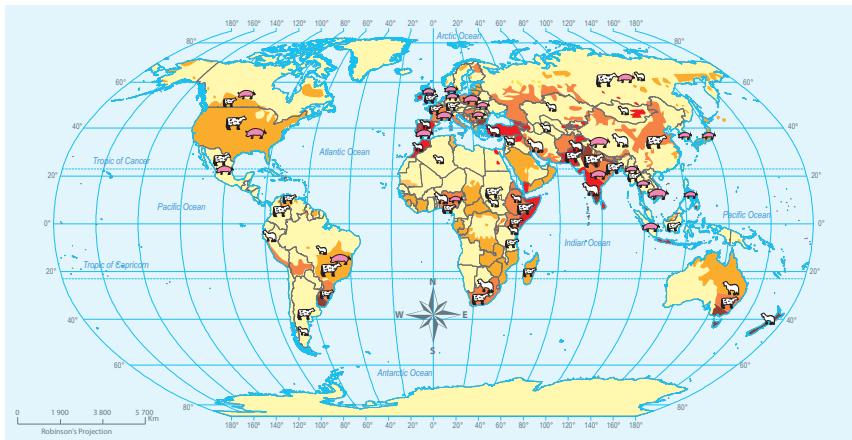 180° 160° 140° 120° 100° 80° 60° 40° 20° 0° 20° 40° 60° 80° 100° 120° 140° 160° 180°
Arctic Ocean
80° 80°
60° 60°
40° 40°
Atlantic Ocean
Tropic of Cancer
20° 20°
Pacific Ocean
Pacific Ocean
0° 0°
Indian Ocean
Tropic of Capricorn
20° 20°
N
W E
S
40° 40°
60° 60°
Antarctic Ocean
80° 80°
0 1 900 3 800 5 700 Km
180° 160° 140° 120° 100° 80° 60° 40° 20° 0° 20° 40° 60° 80° 100° 120° 140° 160° 180°
Robinson's Projection